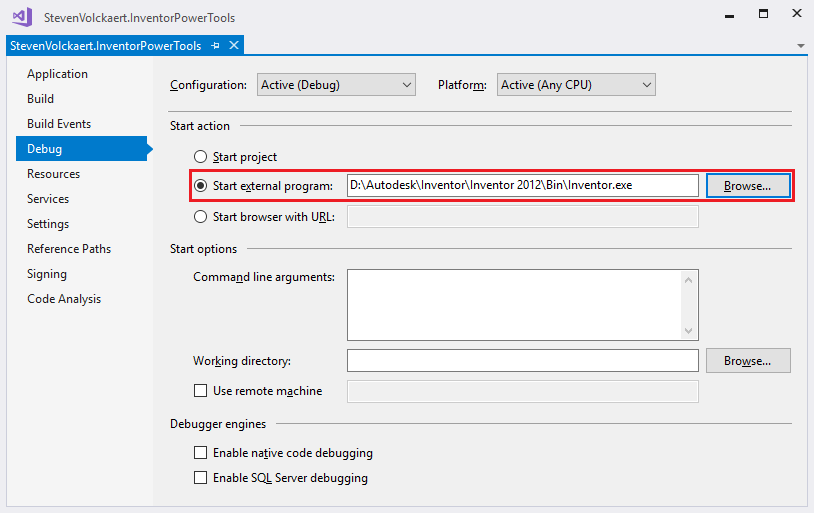 StevenVolckaert.InventorPowerTools
StevenVolckaert.InventorPowerTools
Application
Build
Build Events
Debug
Resources
Services
Settings
Reference Paths
Signing
Code Analysis
Configuration: Active (Debug) Platform: Active (Any CPU)
Start action
Start project
Start external program: D:\Autodesk\Inventor\Inventor 2012\Bin\Inventor.exe Browse...
Start browser with URL:
Start options
Command line arguments:
Working directory: Browse...
Use remote machine
Debugger engines
Enable native code debugging
Enable SQL Server debugging